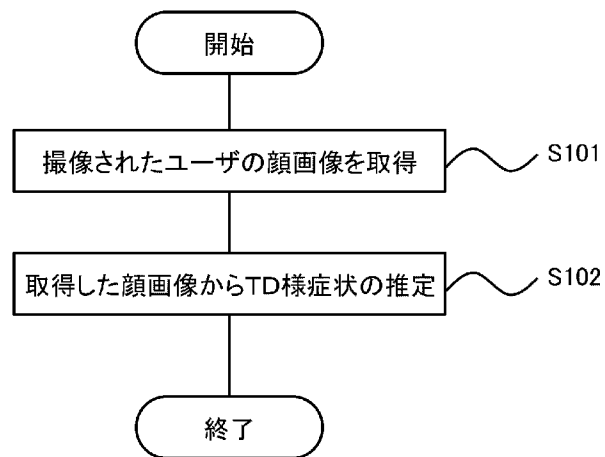 開始
撮像されたユーザの顔画像を取得
S101
取得した顔画像からTD様症状の推定
S102
終了